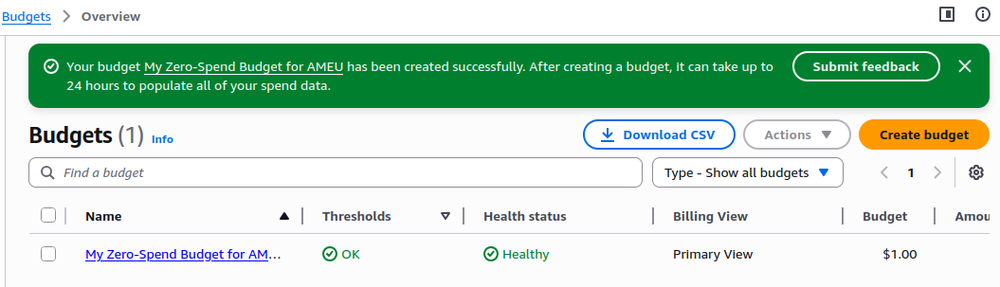 Budgets > Overview
Your budget My Zero-Spend Budget for AMEU has been created successfully. After creating a budget, it can take up to
24 hours to populate all of your spend data.
Submit feedback
Budgets (1) Info
Download CSV
Actions
Create budget
Find a budget
Type - Show all budgets
1
Name Thresholds Health status Billing View Budget Amou
My Zero-Spend Budget for AM... OK Healthy Primary View $1.00